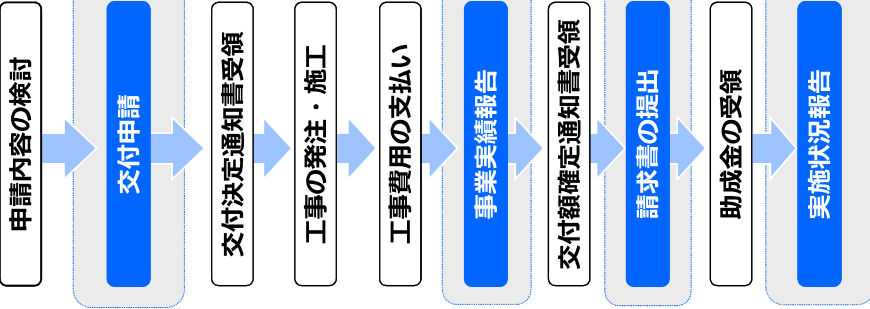 申請内容の検討
交付申請
交付決定通知書受領
工事の発注・施工
工事費用の支払い
事業実績報告
交付額確定通知書受領
請求書の提出
助成金の受領
実施状況報告